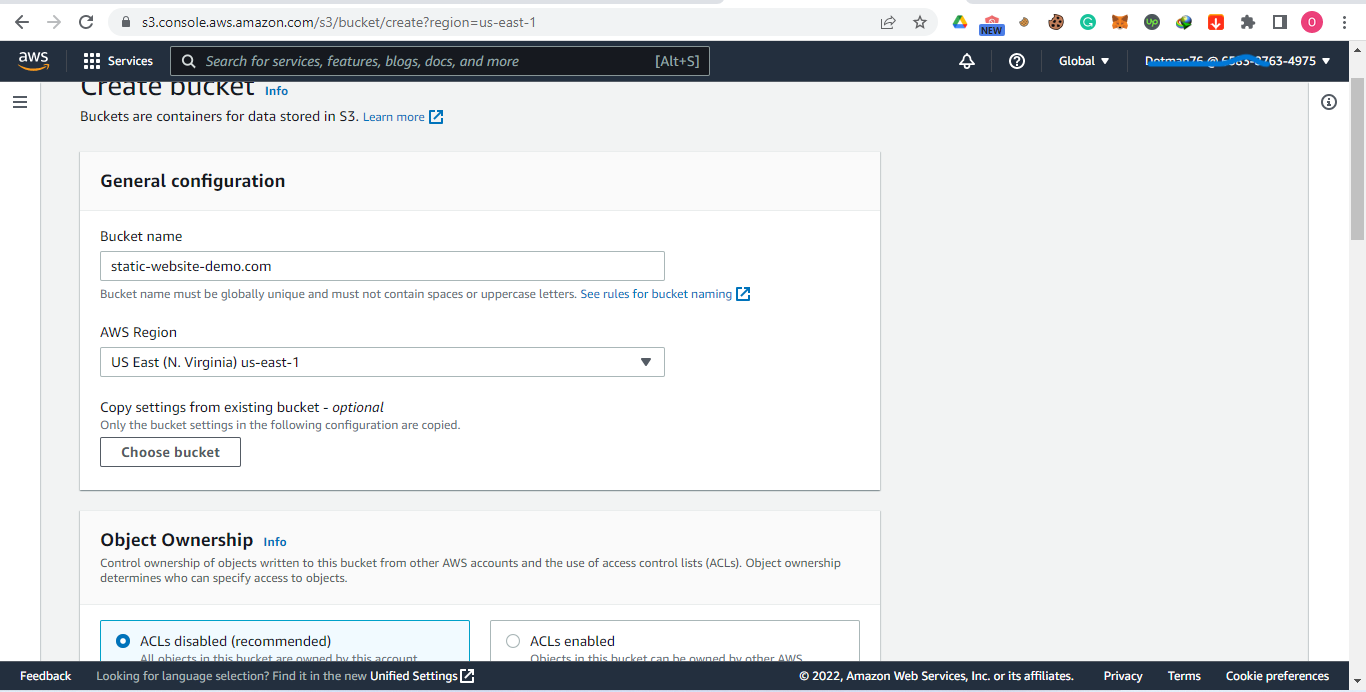 s3.console.aws.amazon.com/s3/bucket/create?region=us-east-1
NEW
Up
O
aws
Services
Search for services, features, blogs, docs, and more [Alt+S]
Global
Create bucket Info
Buckets are containers for data stored in S3. Learn more
General configuration
Bucket name
static-website-demo.com
Bucket name must be globally unique and must not contain spaces or uppercase letters. See rules for bucket naming
AWS Region
US East (N. Virginia) us-east-1
Copy settings from existing bucket - optional
Only the bucket settings in the following configuration are copied.
Choose bucket
Object Ownership Info
Control ownership of objects written to this bucket from other AWS accounts and the use of access control lists (ACLs). Object ownership
determines who can specify access to objects.
ACLs disabled (recommended)
All objects in this bucket are owned by this account.
ACLs enabled
Objects in this bucket can be owned by other AWS
Feedback
Looking for language selection? Find it in the new Unified Settings
© 2022, Amazon Web Services, Inc. or its affiliates.
Privacy
Terms
Cookie preferences